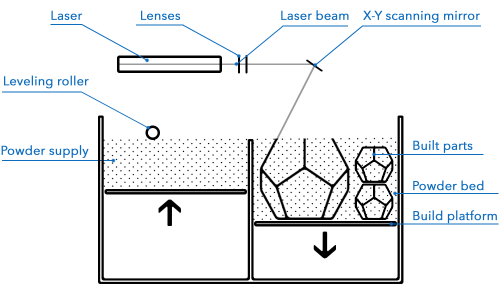 Laser
Lenses
Laser beam
X-Y scanning mirror
Leveling roller
Powder supply
Built parts
Powder bed
Build platform